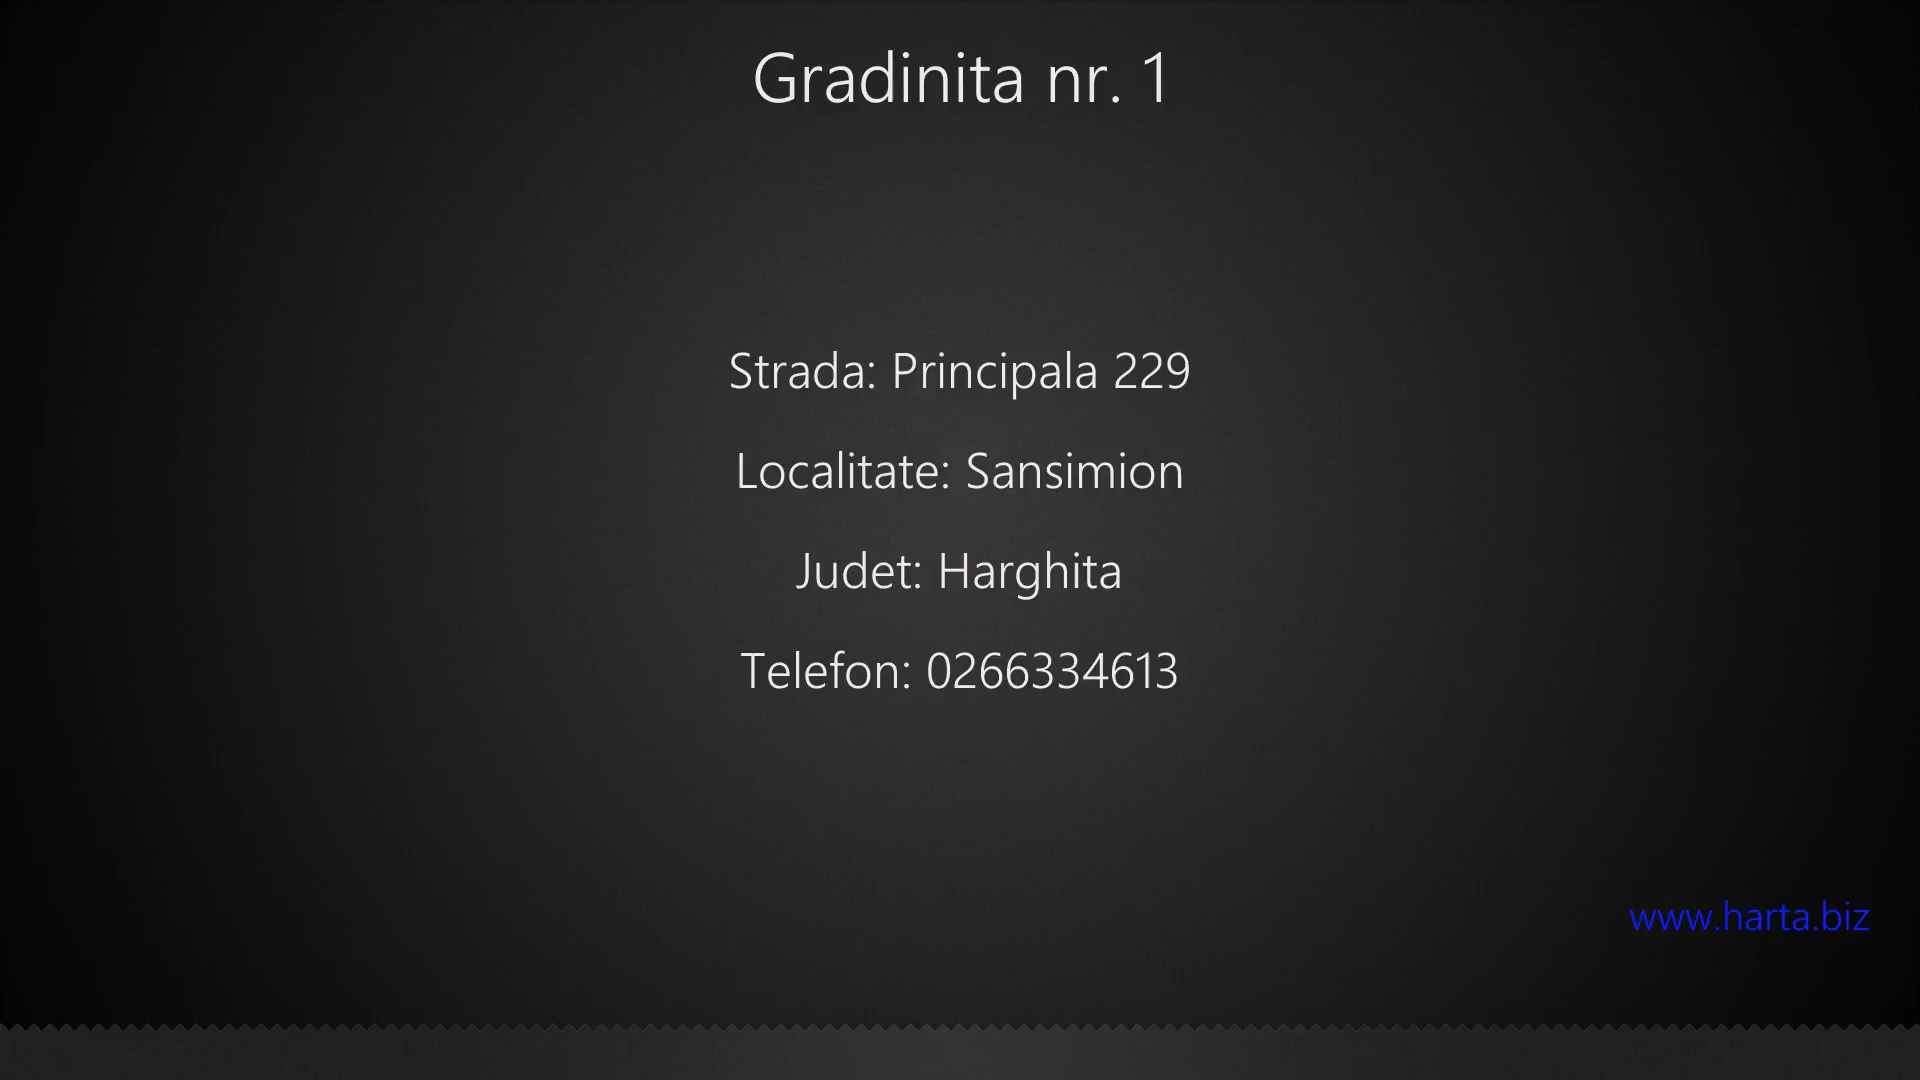 Gradinita nr. 1
Strada: Principala 229
Localitate: Sansimion
Judet: Harghita
Telefon: 0266334613
www.harta.biz